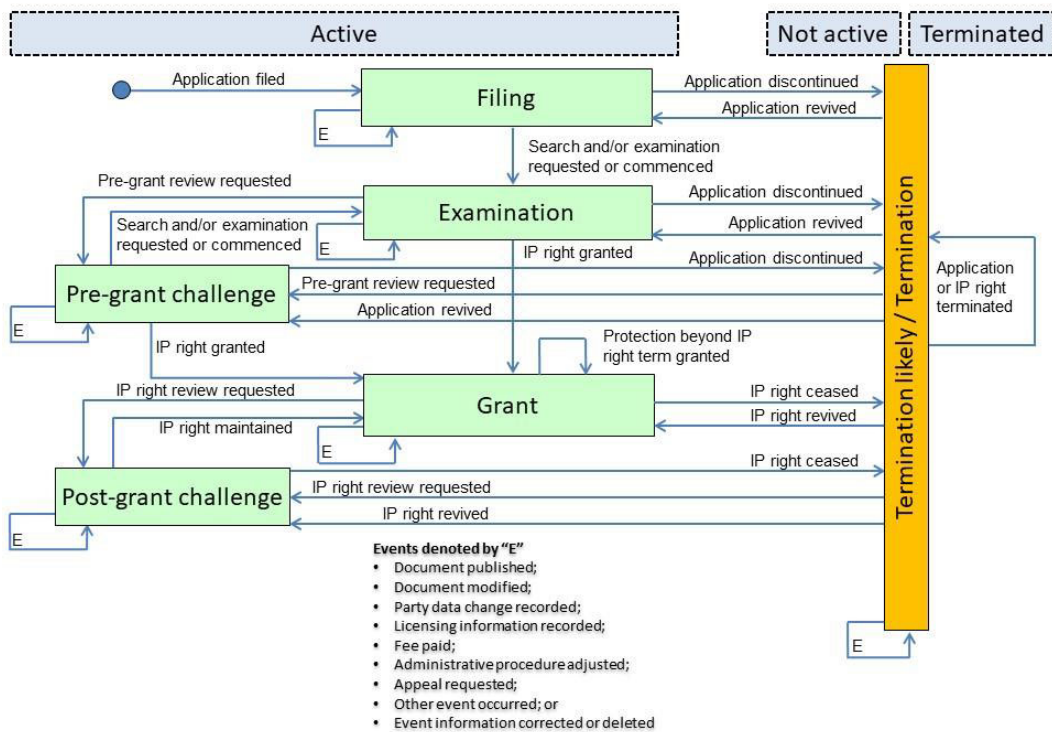 Active
Not active
Terminated
Application filed
Filing
Application discontinued
Application revived
E
Search and/or examination
requested or commenced
Pre-grant review requested
Examination
Application discontinued
Application revived
Search and/or examination
requested or commenced
E
IP right granted
Application discontinued
Pre-grant challenge
Pre-grant review requested
Application revived
E
Application
or IP right
terminated
Termination likely / Termination
IP right granted
Protection beyond IP
right term granted
IP right review requested
Grant
IP right ceased
IP right revived
IP right maintained
E
IP right ceased
Post-grant challenge
IP right review requested
IP right revived
E
Events denoted by “E”
• Document published;
• Document modified;
• Party data change recorded;
• Licensing information recorded;
• Fee paid;
• Administrative procedure adjusted;
• Appeal requested;
• Other event occurred; or
• Event information corrected or deleted
E